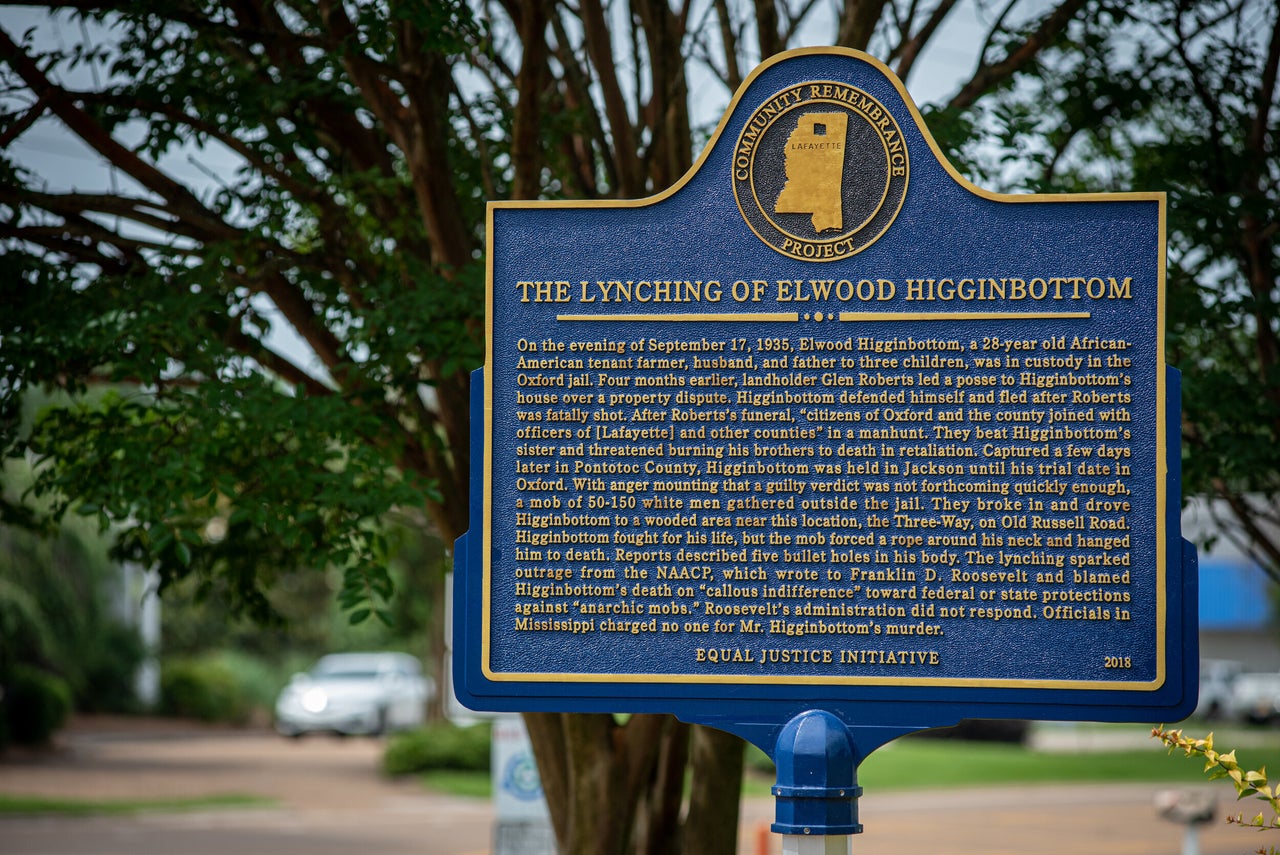 COMMUNITY REMEMBRANCE
LAFAYETTE
PROJECT
THE LYNCHING OF ELWOOD HIGGINBOTTOM
On the evening of September 17, 1935, Elwood Higginbottom, a 28-year old African-
American tenant farmer, husband, and father to three children, was in custody in the
Oxford jail. Four months earlier, landholder Glen Roberts led a posse to Higginbottom's
house over a property dispute. Higginbottom defended himself and fled after Roberts
was fatally shot. After Roberts's funeral, “citizens of Oxford and the county joined with
officers of [Lafayette] and other counties” in a manhunt. They beat Higginbottom's
sister and threatened burning his brothers to death in retaliation. Captured a few days
later in Pontotoc County, Higginbottom was held in Jackson until his trial date in
Oxford. With anger mounting that a guilty verdict was not forthcoming quickly enough,
a mob of 50-150 white men gathered outside the jail. They broke in and drove
Higginbottom to a wooded area near this location, the Three-Way, on Old Russell Road.
Higginbottom fought for his life, but the mob forced a rope around his neck and hanged
him to death. Reports described five bullet holes in his body. The lynching sparked
outrage from the NAACP, which wrote to Franklin D. Roosevelt and blamed
Higginbottom's death on “callous indifference” toward federal or state protections
against “anarchic mobs.” Roosevelt's administration did not respond. Officials in
Mississippi charged no one for Mr. Higginbottom's murder.
EQUAL JUSTICE INITIATIVE
2018